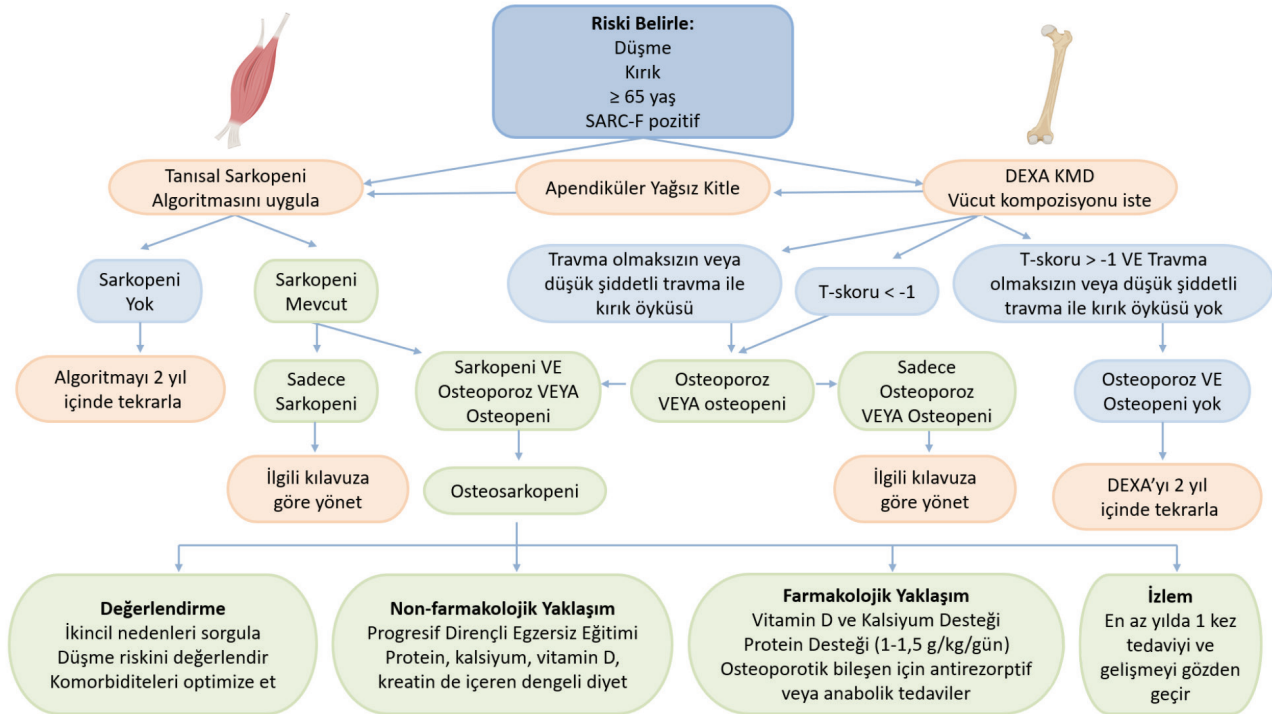 Riski Belirle:
Düşme
Kırık
≥ 65 yaş
SARC-F pozitif
Tanısal Sarkopeni
Algoritmasını uygula
Apendiküler Yağsız Kitle
DEXA KMD
Vücut kompozisyonu iste
Sarkopeni
Yok
Sarkopeni
Mevcut
Travma olmaksızın veya
düşük şiddetli travma ile
kırık öyküsü
T-skoru < -1
T-skoru > -1 VE Travma
olmaksızın veya düşük şiddetli
travma ile kırık öyküsü yok
Algoritmayı 2 yıl
içinde tekrarla
Sadece
Sarkopeni
Sarkopeni VE
Osteoporoz VEYA
Osteopeni
Osteoporoz
VEYA osteopeni
Sadece
Osteoporoz
VEYA Osteopeni
Osteoporoz VE
Osteopeni yok
İlgili kılavuza
göre yönet
Osteosarkopeni
İlgili kılavuza
göre yönet
DEXA’yı 2 yıl
içinde tekrarla
Değerlendirme
İkincil nedenleri sorgula
Düşme riskini değerlendir
Komorbiditeleri optimize et
Non-farmakolojik Yaklaşım
Progresif Dirençli Egzersiz Eğitimi
Protein, kalsiyum, vitamin D,
kreatin de içeren dengeli diyet
Farmakolojik Yaklaşım
Vitamin D ve Kalsiyum Desteği
Protein Desteği (1-1,5 g/kg/gün)
Osteoporotik bileşen için antirezorptif
veya anabolik tedaviler
İzlem
En az yılda 1 kez
tedaviyi ve
gelişmeyi gözden
geçir